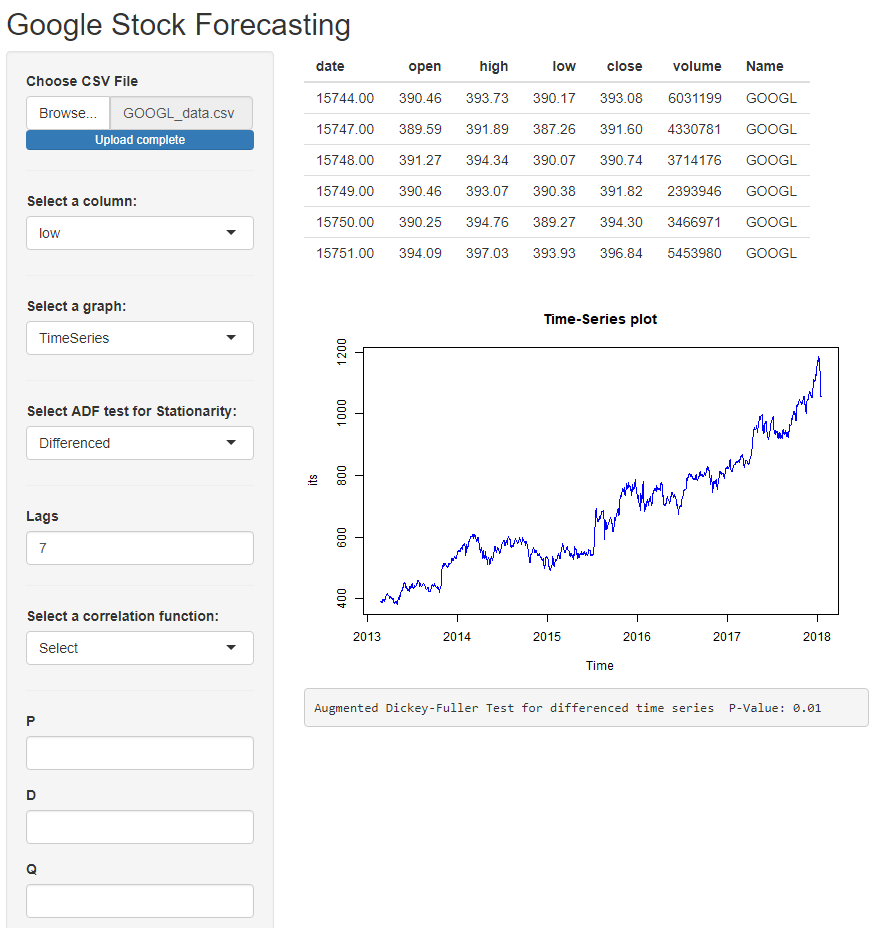 Google Stock Forecasting
Choose CSV File
Browse... GOOGL_data.csv
Upload complete
Select a column:
low
Select a graph:
TimeSeries
Select ADF test for Stationarity:
Differenced
Lags
7
Select a correlation function:
Select
P
D
Q
date open high low close volume Name
15744.00 390.46 393.73 390.17 393.08 6031199 GOOGL
15747.00 389.59 391.89 387.26 391.60 4330781 GOOGL
15748.00 391.27 394.34 390.07 390.74 3714176 GOOGL
15749.00 390.46 393.07 390.38 391.82 2393946 GOOGL
15750.00 390.25 394.76 389.27 394.30 3466971 GOOGL
15751.00 394.09 397.03 393.93 396.84 5453980 GOOGL
Time-Series plot
its
1200
1000
800
600
400
2013 2014 2015 2016 2017 2018
Time
Augmented Dickey-Fuller Test for differenced time series P-Value: 0.01